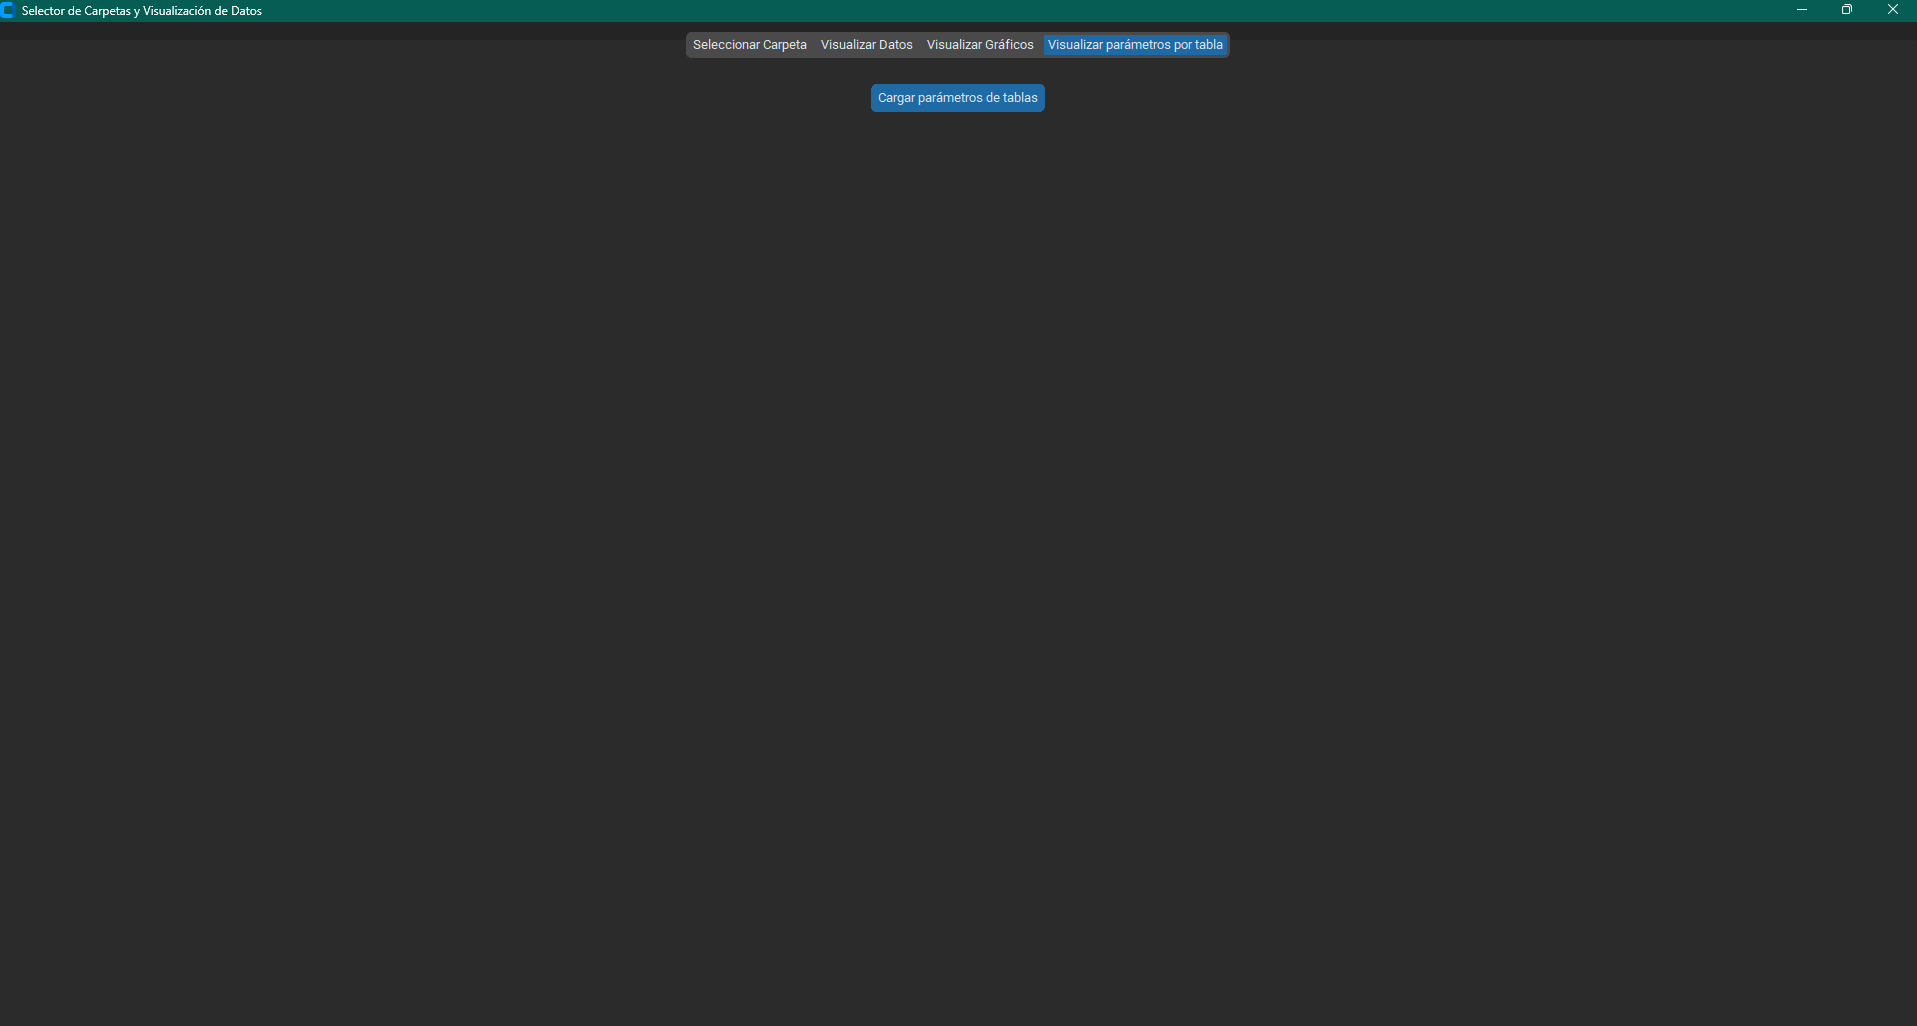 Selector de Carpetas y Visualización de Datos
Seleccionar Carpeta Visualizar Datos Visualizar Gráficos Visualizar parámetros por tabla
Cargar parámetros de tablas